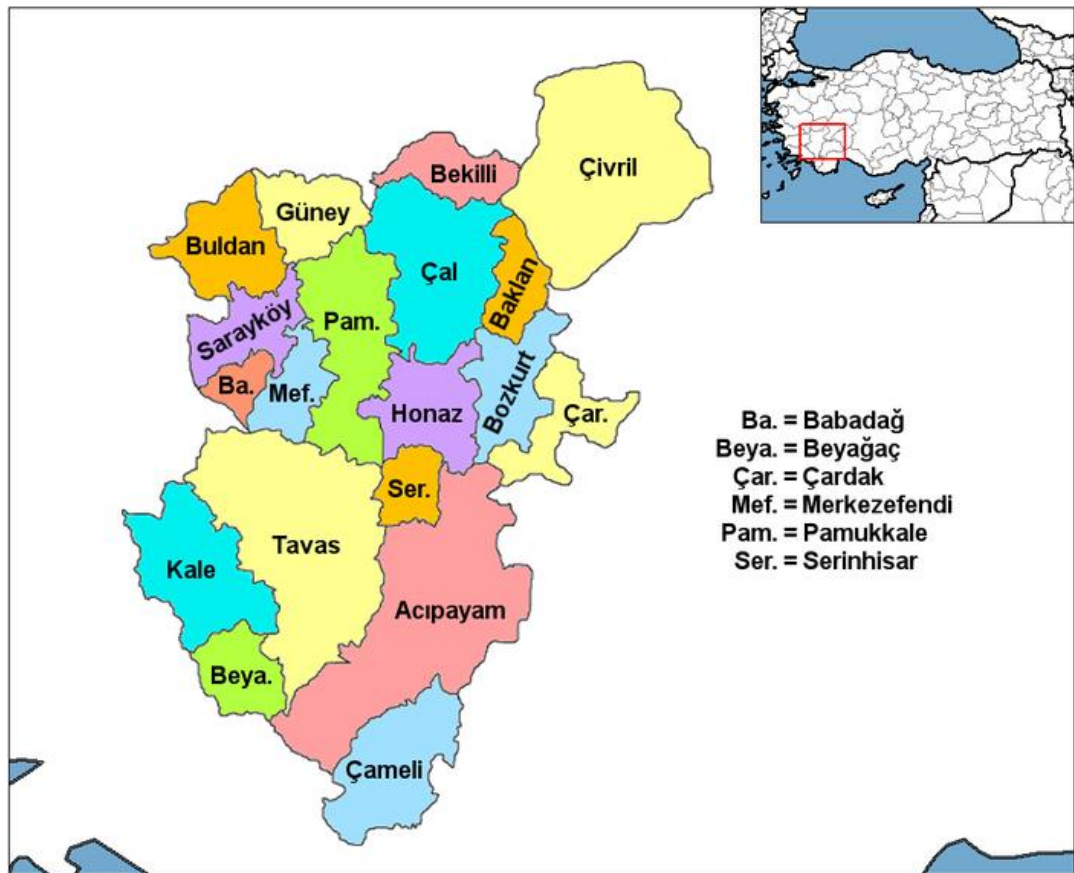 Çivril
Bekilli
Güney
Buldan
Çal
Baklan
Sarayköy
Pam.
Ba.
Mef.
Honaz
Bozkurt
Çar.
Ser.
Tavas
Kale
Acıpayam
Beya.
Çameli
Ba. = Babadağ
Beya. = Beyağaç
Çar. = Çardak
Mef. = Merkezefendi
Pam. = Pamukkale
Ser. = Serinhisar